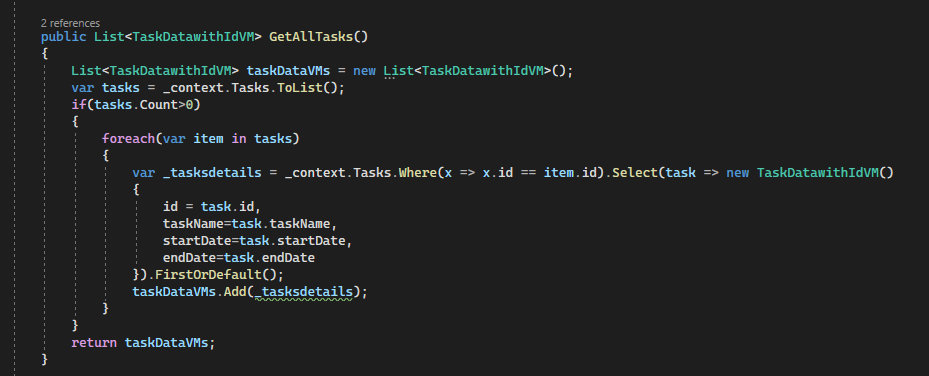 2 references
public List<TaskDatawithIdVM> GetAllTasks()
{
    List<TaskDatawithIdVM> taskDataVMs = new List<TaskDatawithIdVM>();
    var tasks = _context.Tasks.ToList();
    if(tasks.Count>0)
    {
        foreach(var item in tasks)
        {
            var _tasksdetails = _context.Tasks.Where(x => x.id == item.id).Select(task => new TaskDatawithIdVM()
            {
                id = task.id,
                taskName=task.taskName,
                startDate=task.startDate,
                endDate=task.endDate
            }).FirstOrDefault();
            taskDataVMs.Add(_tasksdetails);
        }
    }
    return taskDataVMs;
}